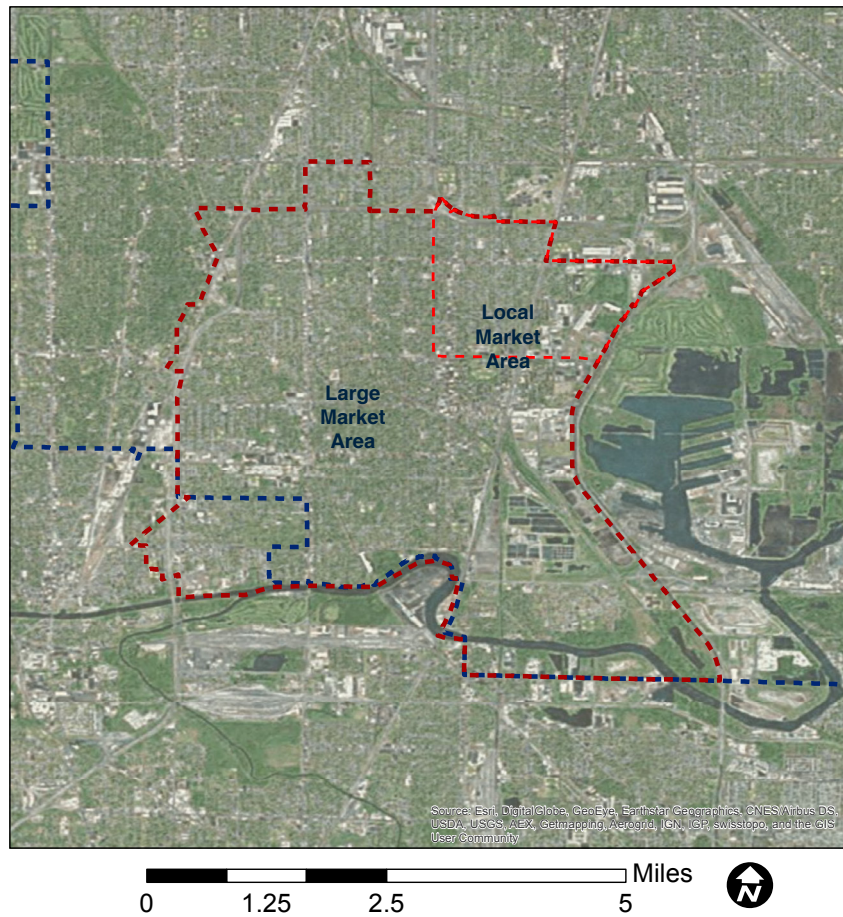 Local
Market
Area
Large
Market
Area
Source: Esri, DigitalGlobe, GeoEye, Earthstar Geographics, CNES/Airbus DS,
USDA, USGS, AEX, Getmapping, Aerogrid, IGN, IGP, swisstopo, and the GIS
User Community
Miles
0 1.25 2.5 5
N